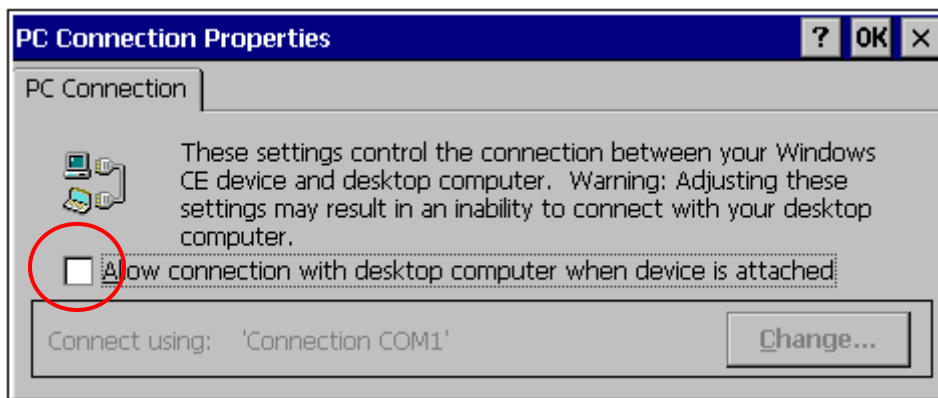 PC Connection Properties ? OK ×
PC Connection
These settings control the connection between your Windows
CE device and desktop computer.  Warning: Adjusting these
settings may result in an inability to connect with your desktop
computer.
Allow connection with desktop computer when device is attached
Connect using: 'Connection COM1' Change...